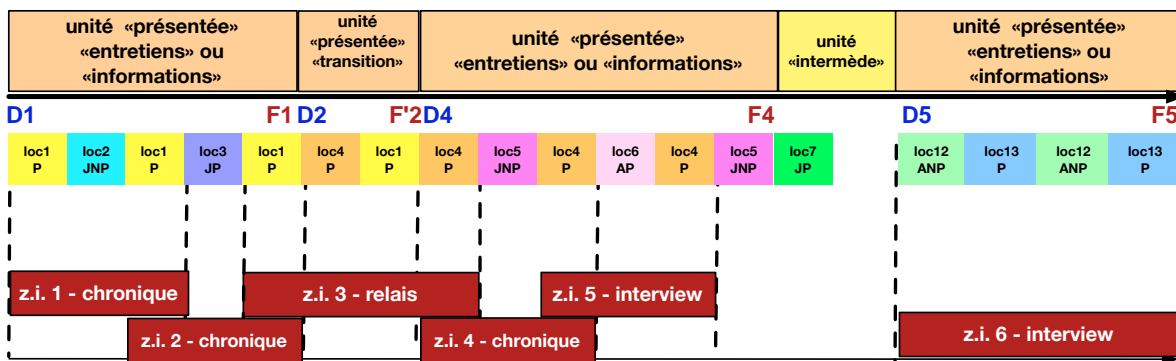 unité «présentée»
«entretiens» ou
«informations»
unité
«présentée»
«transition»
unité «présentée»
«entretiens» ou «informations»
unité
«intermède»
unité «présentée»
«entretiens» ou
«informations»
D1 F1 D2 F'2 D4 F4 D5 F5
loc1 loc2 loc1 loc3 loc1 loc4 loc1 loc4 loc5 loc4 loc6 loc4 loc5 loc7 loc12 loc13 loc12 loc13
P JNP P JP P P P P JNP P AP P JNP JP ANP P ANP P
z.i. 1 - chronique
z.i. 3 - relais
z.i. 5 - interview
z.i. 2 - chronique
z.i. 4 - chronique
z.i. 6 - interview